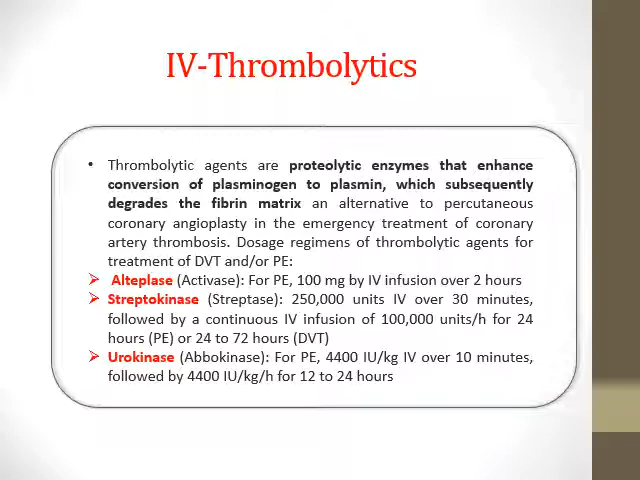 IV-Thrombolytics
• Thrombolytic agents are proteolytic enzymes that enhance
conversion of plasminogen to plasmin, which subsequently
degrades the fibrin matrix an alternative to percutaneous
coronary angioplasty in the emergency treatment of coronary
artery thrombosis. Dosage regimens of thrombolytic agents for
treatment of DVT and/or PE:
➢ Alteplase (Activase): For PE, 100 mg by IV infusion over 2 hours
➢ Streptokinase (Streptase): 250,000 units IV over 30 minutes,
followed by a continuous IV infusion of 100,000 units/h for 24
hours (PE) or 24 to 72 hours (DVT)
➢ Urokinase (Abbokinase): For PE, 4400 IU/kg IV over 10 minutes,
followed by 4400 IU/kg/h for 12 to 24 hours